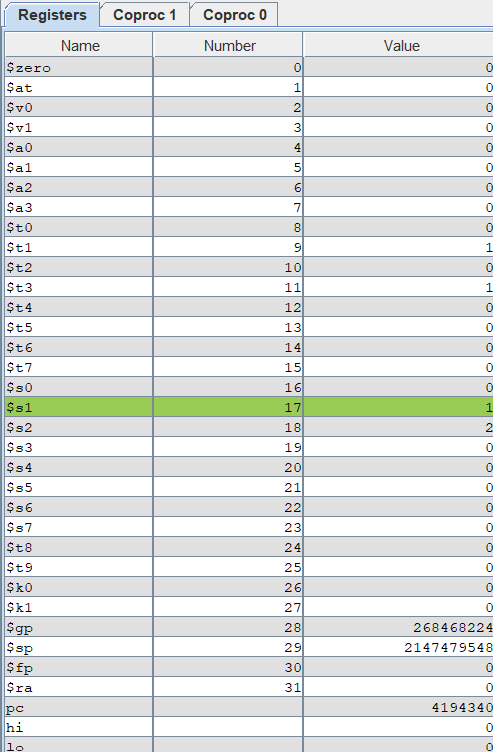 Registers Coproc 1 Coproc 0
Name Number Value
$zero 0 0
$at 1 0
$v0 2 0
$v1 3 0
$a0 4 0
$a1 5 0
$a2 6 0
$a3 7 0
$t0 8 0
$t1 9 1
$t2 10 0
$t3 11 1
$t4 12 0
$t5 13 0
$t6 14 0
$t7 15 0
$s0 16 0
$s1 17 1
$s2 18 2
$s3 19 0
$s4 20 0
$s5 21 0
$s6 22 0
$s7 23 0
$t8 24 0
$t9 25 0
$k0 26 0
$k1 27 0
$gp 28 268468224
$sp 29 2147479548
$fp 30 0
$ra 31 0
pc 4194340
hi 0
lo 0